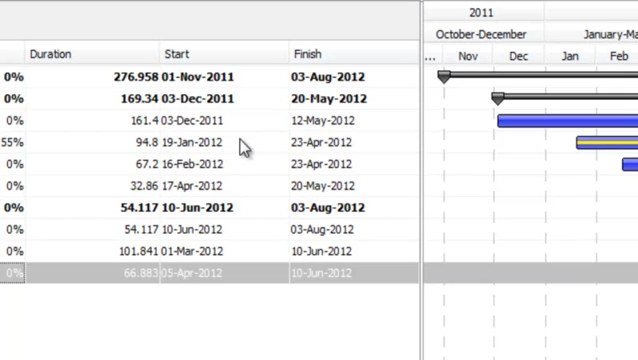 2011
October-December January-Ma
Duration Start Finish ... Nov Dec Jan Feb
0% 276.958 01-Nov-2011 03-Aug-2012
0% 169.34 03-Dec-2011 20-May-2012
161.4 03-Dec-2011 12-May-2012
55% 94.8 19-Jan-2012 23-Apr-2012
0% 67.2 16-Feb-2012 23-Apr-2012
0% 32.86 17-Apr-2012 20-May-2012
0% 54.117 10-Jun-2012 03-Aug-2012
0% 54.117 10-Jun-2012 03-Aug-2012
0% 101.841 01-Mar-2012 10-Jun-2012
0% 66.883 05-Apr-2012 10-Jun-2012